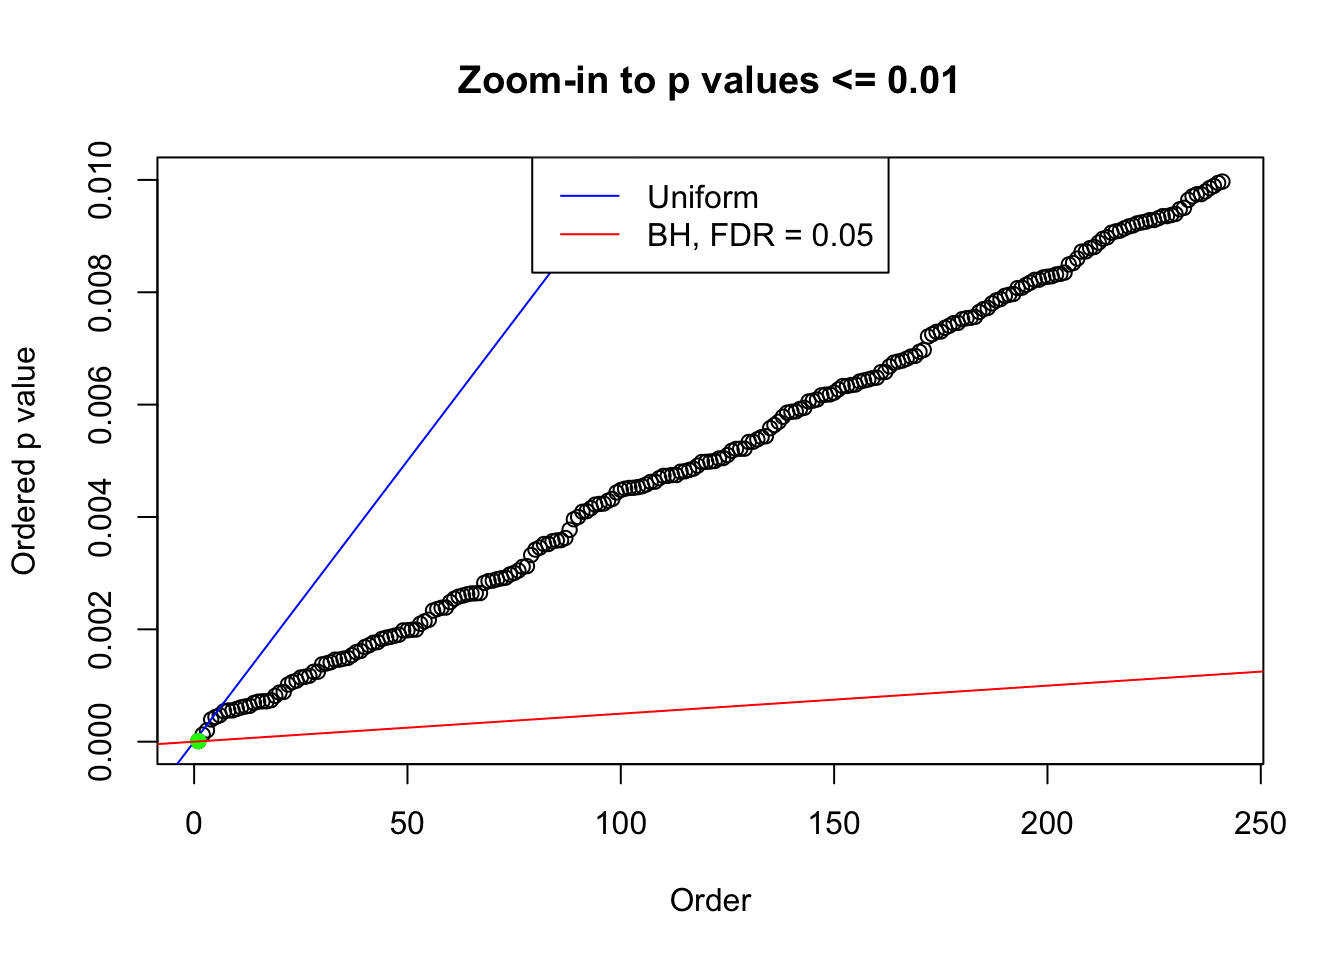 Zoom-in to p values <= 0.01
Uniform
BH, FDR = 0.05
Ordered p value
0.010
0.008
0.006
0.004
0.002
0.000
0 50 100 150 200 250
Order